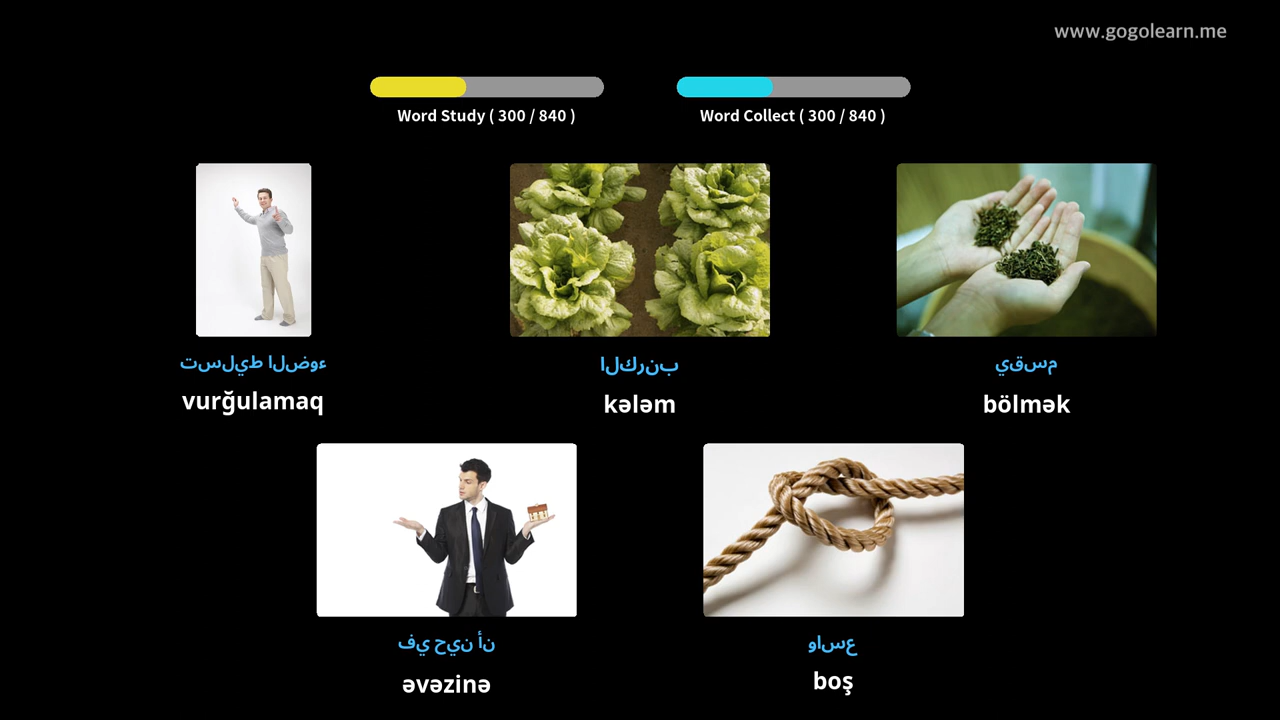 www.gogolearn.me
Word Study ( 300 / 840 )
Word Collect ( 300 / 840 )
تسليط الضوء
vurğulamaq
الكرنب
kələm
يقسم
bölmək
في حين أن
əvəzinə
واسع
boş